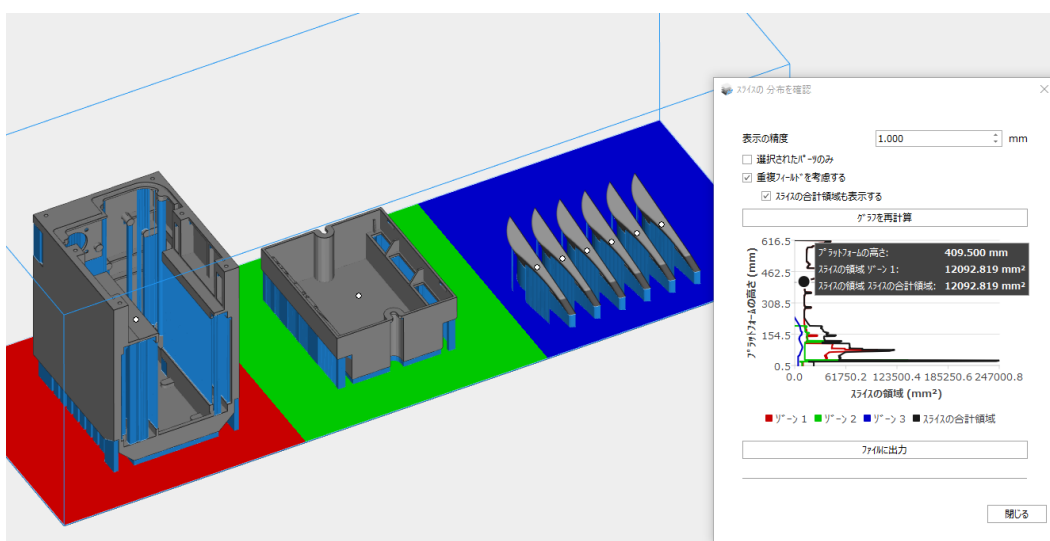 スライスの 分布を確認
表示の精度 1.000 mm
選択されたパーツのみ
重複フィールドを考慮する
スライスの合計領域も表示する
グラフを再計算
616.5
462.5
308.5
154.5
0.5
プラットフォームの高さ (mm)
プラットフォームの高さ: 409.500 mm
スライスの領域 ゾーン 1: 12092.819 mm²
スライスの領域 スライスの合計領域: 12092.819 mm²
0.0 61750.2 123500.4 185250.6 247000.8
スライスの領域 (mm²)
ゾーン 1 ゾーン 2 ゾーン 3 スライスの合計領域
ファイルに出力
閉じる